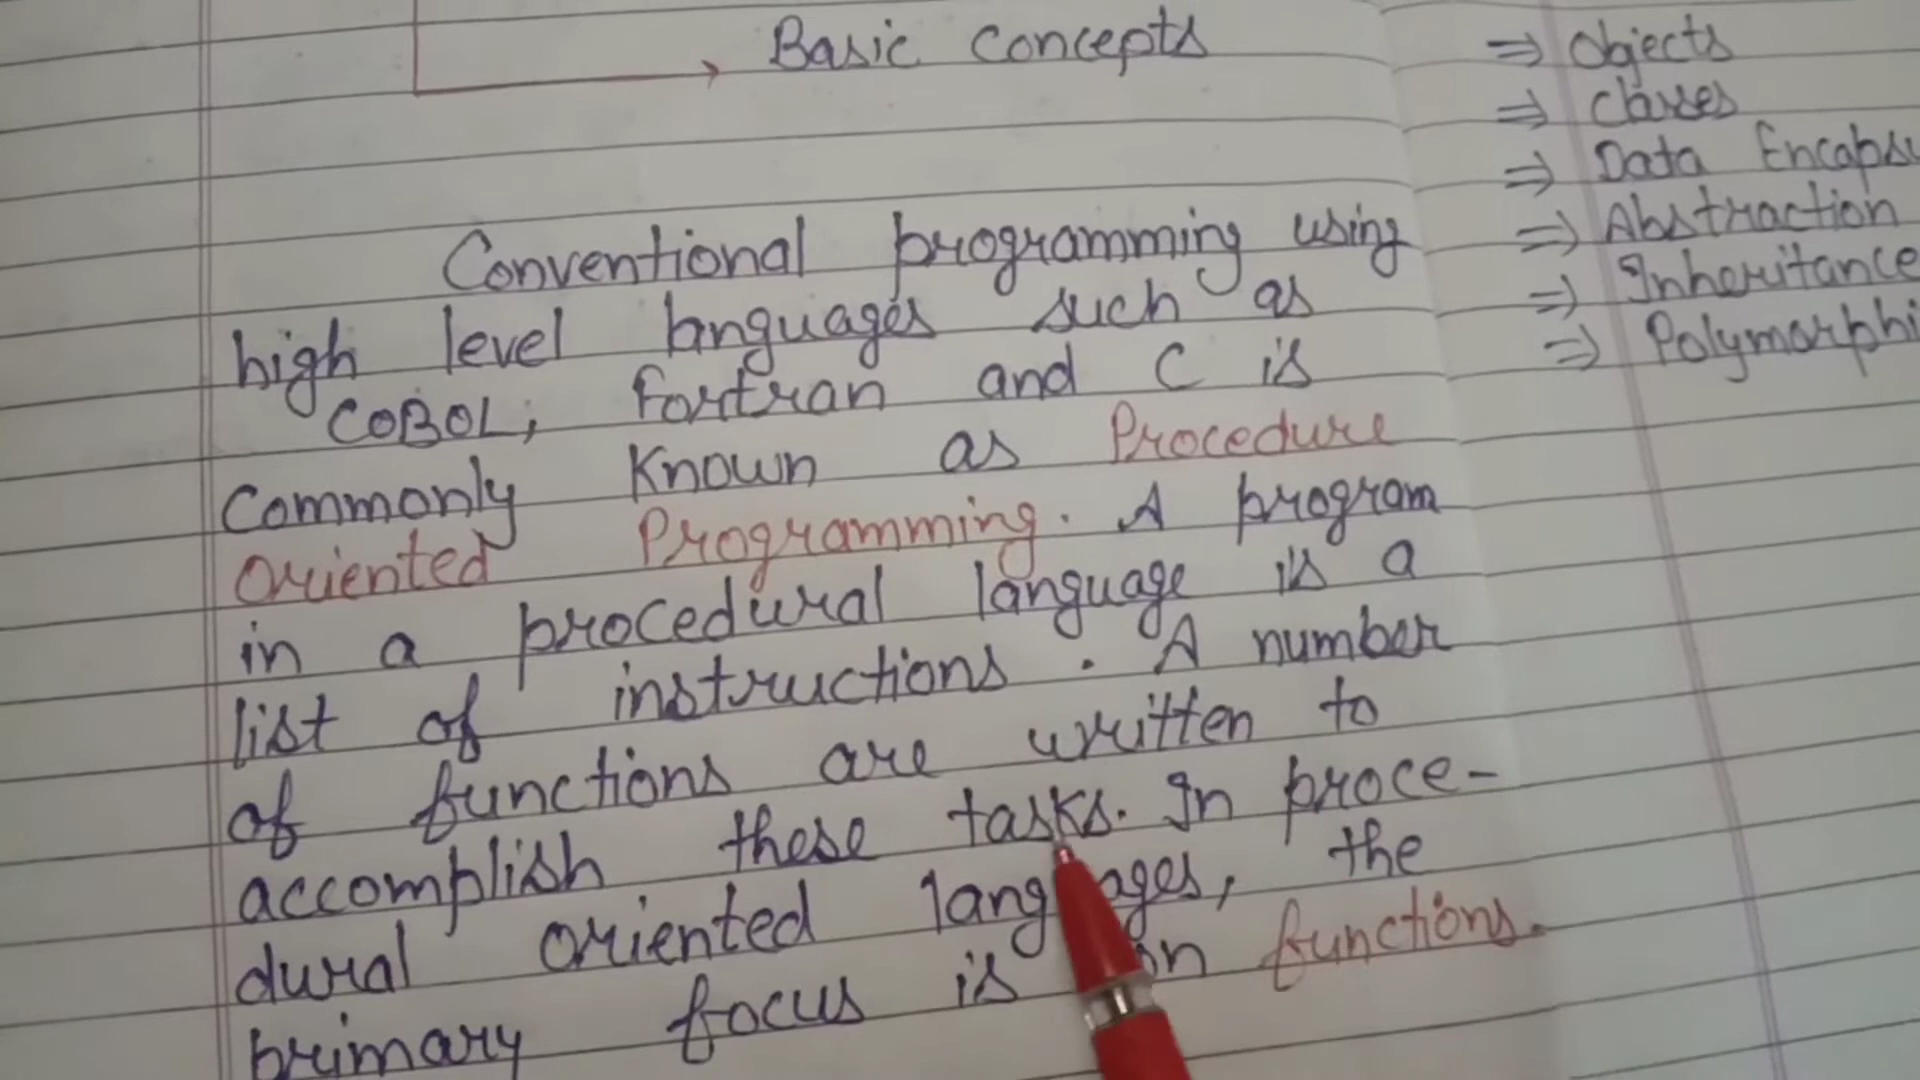 Basic Concepts
⇒ Objects
⇒ Classes
⇒ Data Encapsu
⇒ Abstraction
⇒ Inheritance
⇒ Polymorphi
Conventional programming using
high level languages such as
COBOL, Fortran and C is
Commonly Known as Procedure
Oriented Programming. A program
in a procedural language is a
list of instructions. A number
of functions are written to
accomplish these tasks. In proce-
dural oriented languages, the
primary focus is on functions.